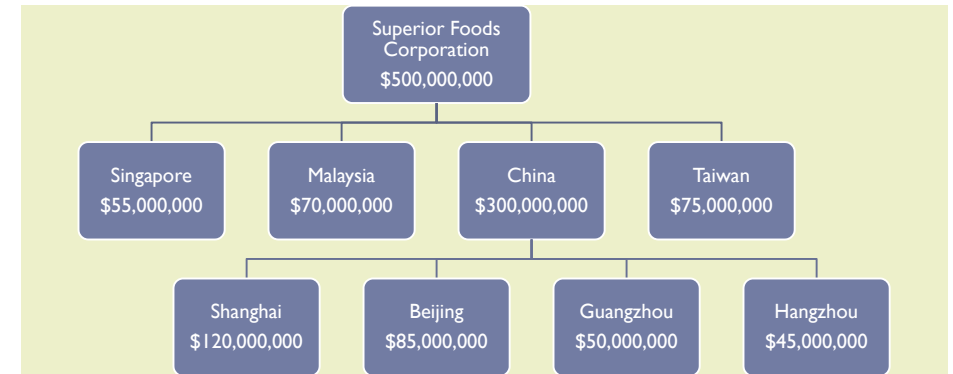 Superior Foods
Corporation
$500,000,000
Singapore
$55,000,000
Malaysia
$70,000,000
China
$300,000,000
Taiwan
$75,000,000
Shanghai
$120,000,000
Beijing
$85,000,000
Guangzhou
$50,000,000
Hangzhou
$45,000,000